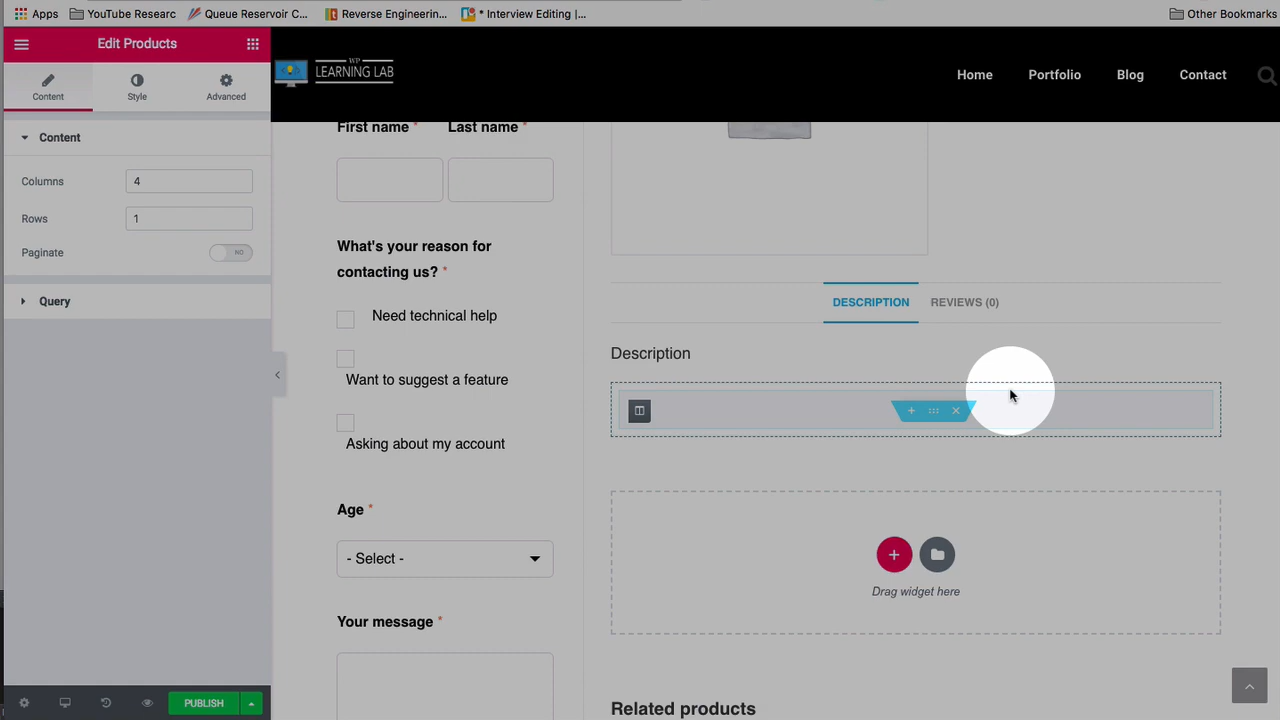 Apps
YouTube Researc
Queue Reservoir C...
Reverse Engineerin...
* Interview Editing |...
Other Bookmarks
Edit Products
Content
Style
Advanced
Content
Columns
4
Rows
1
Paginate
NO
Query
PUBLISH
WP
LEARNING LAB
Home
Portfolio
Blog
Contact
First name *
Last name *
What's your reason for
contacting us? *
Need technical help
Want to suggest a feature
Asking about my account
Age *
- Select -
Your message *
DESCRIPTION
REVIEWS (0)
Description
Drag widget here
Related products